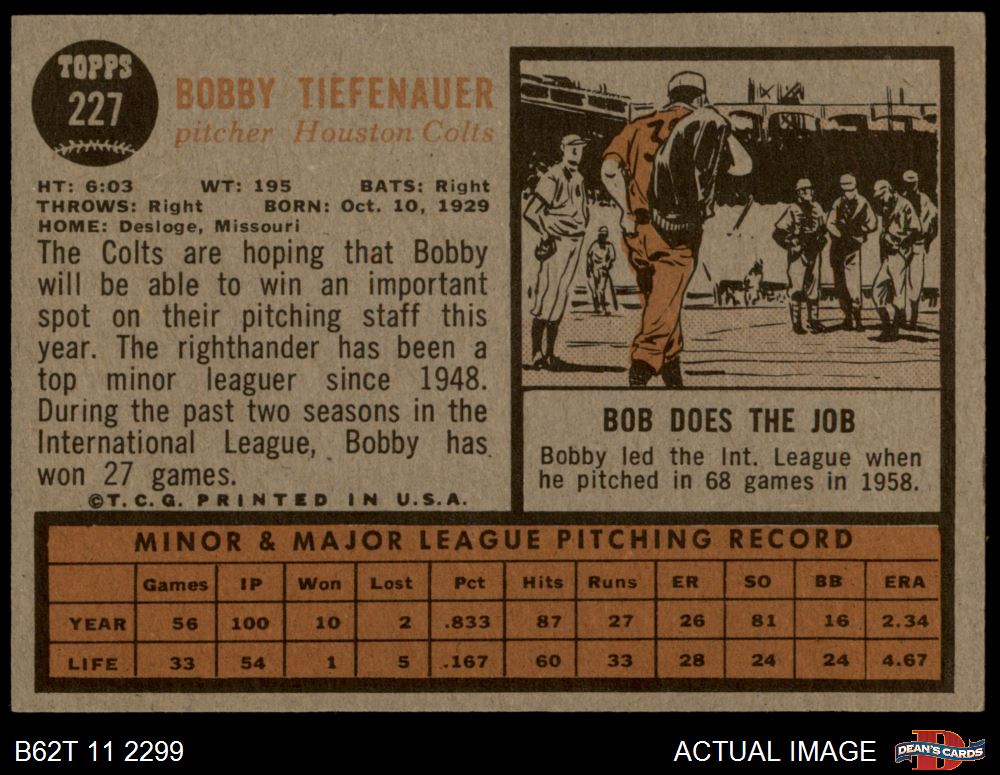 TOPPS
227
BOBBY TIEFENAUER
pitcher Houston Colts
HT: 6:03 WT: 195 BATS: Right
THROWS: Right BORN: Oct. 10, 1929
HOME: Desloge, Missouri
The Colts are hoping that Bobby
will be able to win an important
spot on their pitching staff this
year. The righthander has been a
top minor leaguer since 1948.
During the past two seasons in the
International League, Bobby has
won 27 games.
©T.C.G. PRINTED IN U.S.A.
BOB DOES THE JOB
Bobby led the Int. League when
he pitched in 68 games in 1958.
MINOR & MAJOR LEAGUE PITCHING RECORD
Games IP Won Lost Pct Hits Runs ER SO BB ERA
YEAR 56 100 10 2 .833 87 27 26 81 16 2.34
LIFE 33 54 1 5 .167 60 33 28 24 24 4.67
B62T 11 2299
ACTUAL IMAGE
DEAN'S CARDS